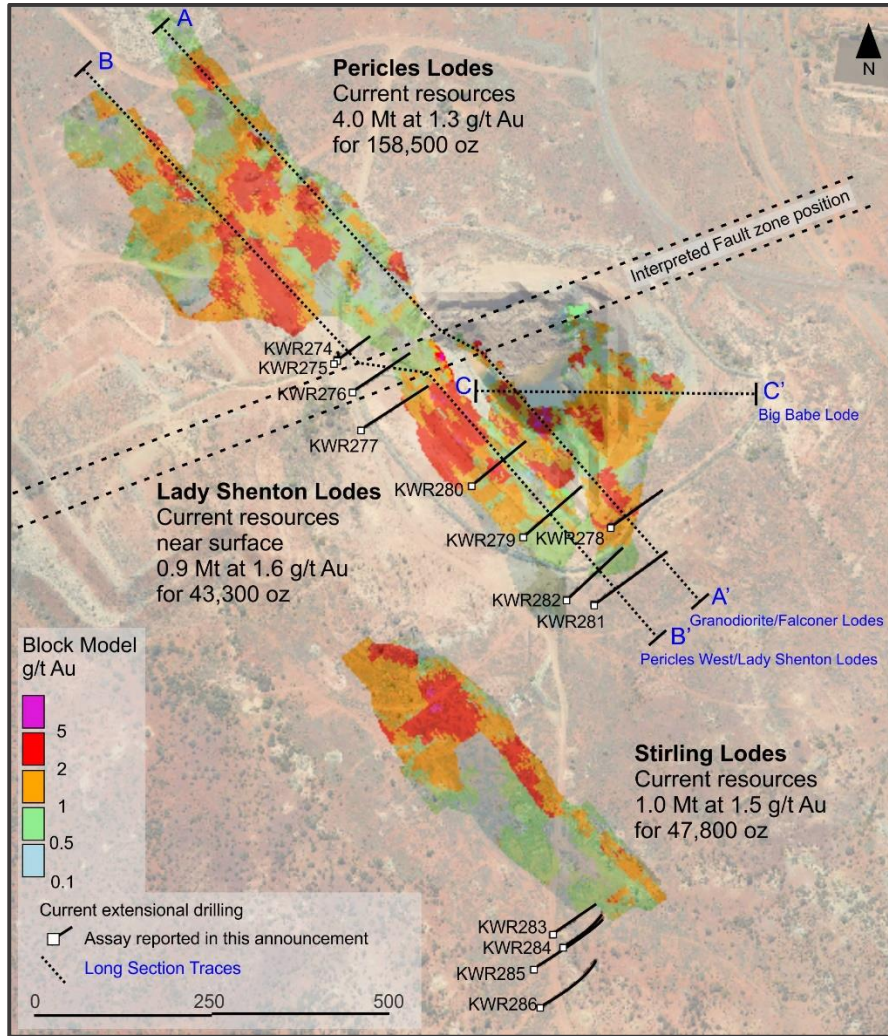 A
B
N
Pericles Lodes
Current resources
4.0 Mt at 1.3 g/t Au
for 158,500 oz
Interpreted Fault zone position
KWR274
KWR275
KWR276
KWR277
C
C'
Big Babe Lode
Lady Shenton Lodes
Current resources
near surface
0.9 Mt at 1.6 g/t Au
for 43,300 oz
KWR280
KWR279
KWR278
KWR282
KWR281
A'
Granodiorite/Falconer Lodes
B'
Pericles West/Lady Shenton Lodes
Stirling Lodes
Current resources
1.0 Mt at 1.5 g/t Au
for 47,800 oz
KWR283
KWR284
KWR285
KWR286
Block Model
g/t Au
5
2
1
0.5
0.1
Current extensional drilling
Assay reported in this announcement
Long Section Traces
0 250 500